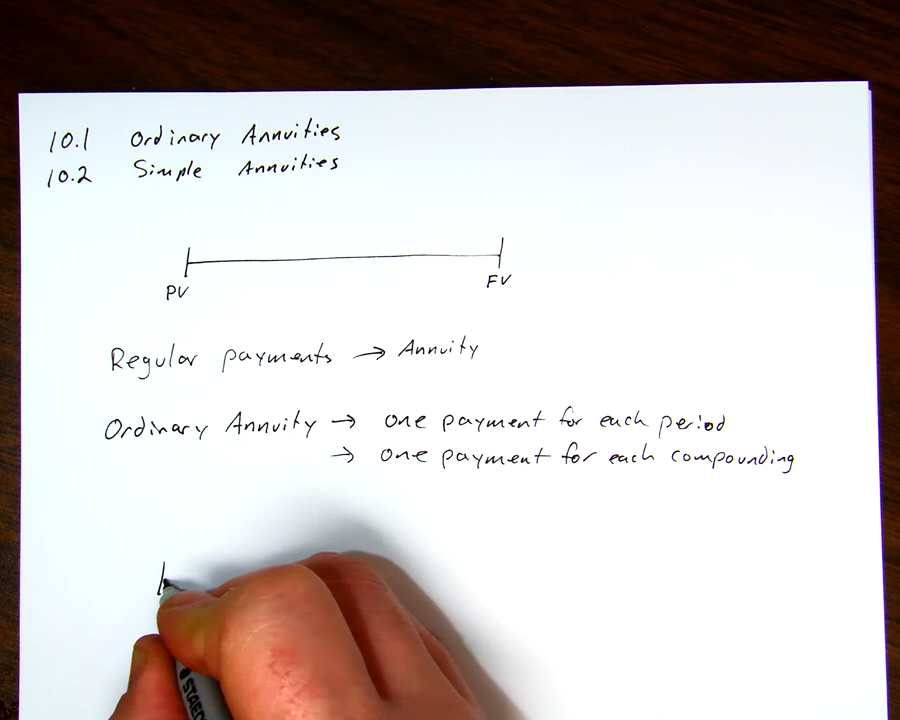 10.1 Ordinary Annuities
10.2 Simple Annuities
PV FV
Regular payments → Annuity
Ordinary Annuity → one payment for each period
→ one payment for each compounding